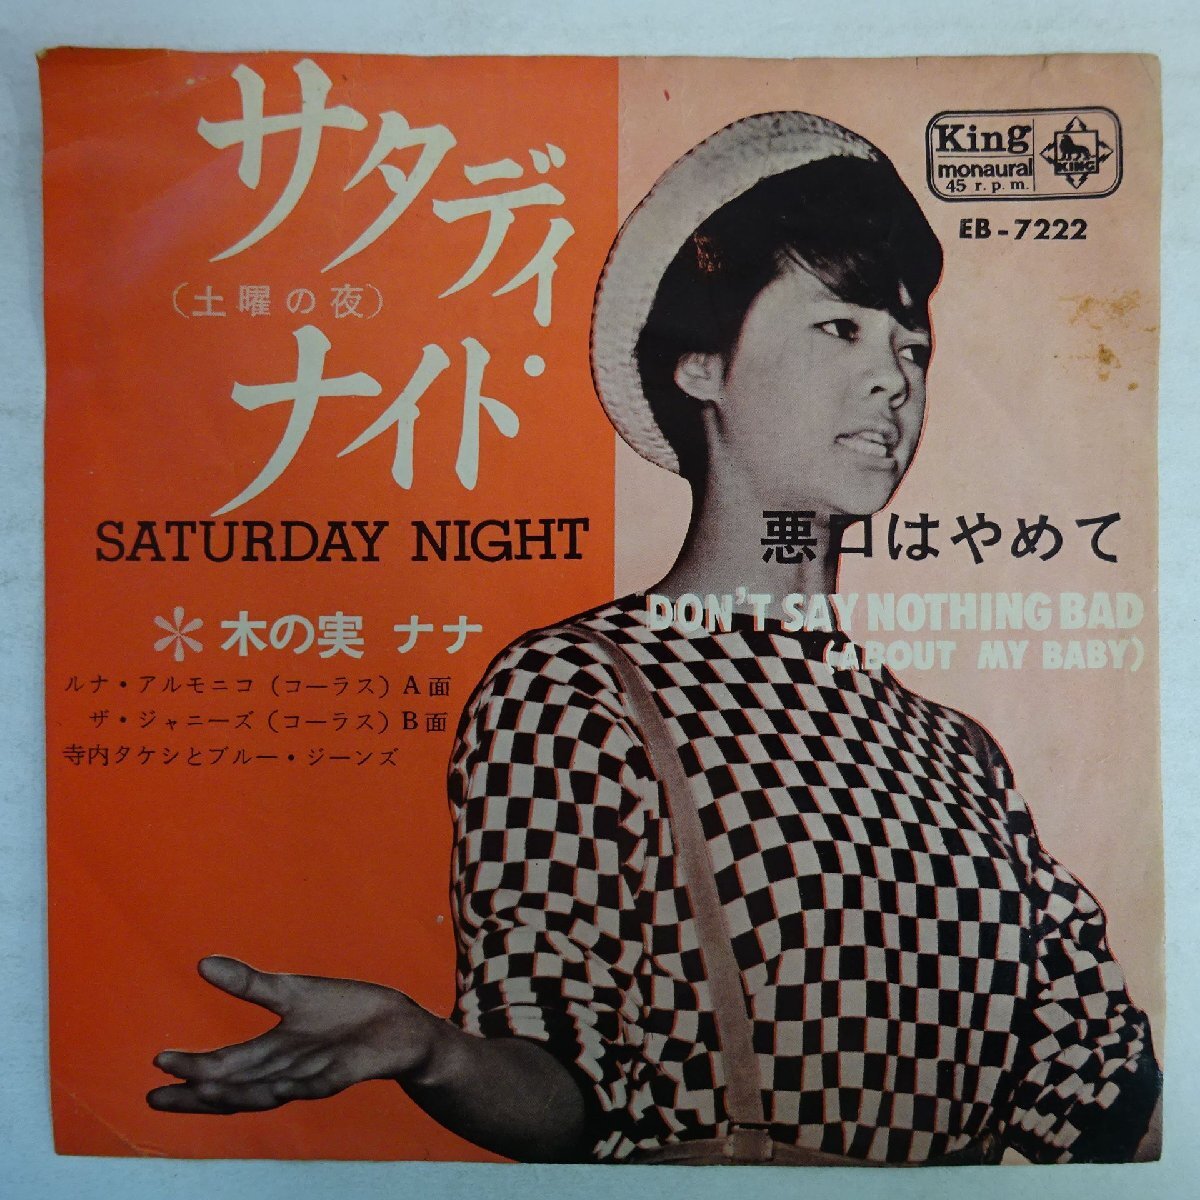 サタディ・
(土曜の夜)
ナイト
SATURDAY NIGHT
木の実 ナナ
ルナ・アルモニコ(コーラス)A面
ザ・ジャニーズ(コーラス)B面
寺内タケシとブルー・ジーンズ
King
monaural
45 r.p.m.
KING
EB-7222
悪口はやめて
DON'T SAY NOTHING BAD
(ABOUT MY BABY)